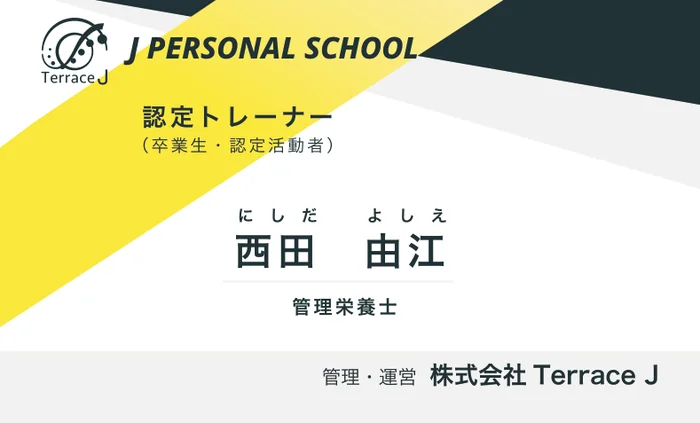 Terrace J
J PERSONAL SCHOOL
認定トレーナー
(卒業生・認定活動者)
にしだ よしえ
西田 由江
管理栄養士
管理・運営 株式会社 Terrace J